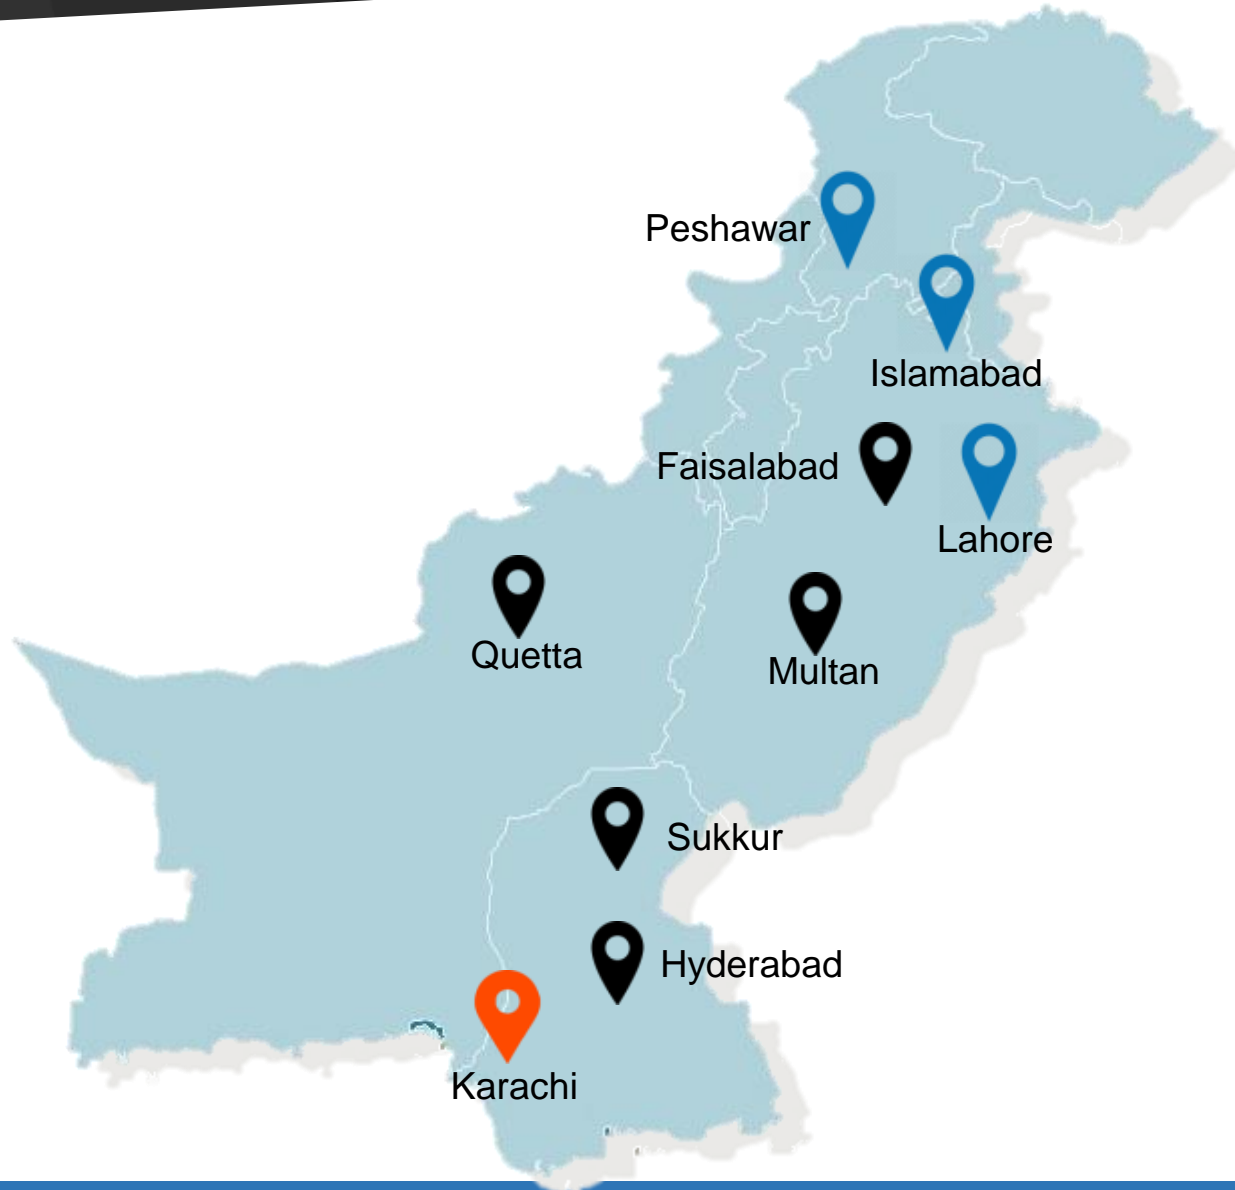 Peshawar
Islamabad
Faisalabad
Lahore
Quetta
Multan
Sukkur
Hyderabad
Karachi